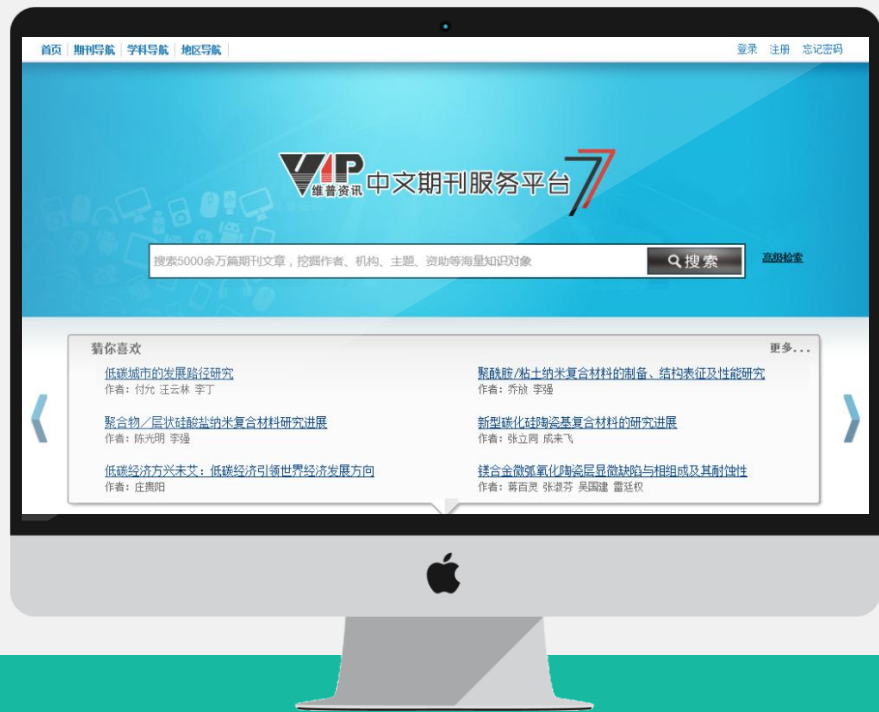 首页 期刊导航 学科导航 地区导航 登录 注册 忘记密码
VIP 维普资讯 中文期刊服务平台 7
搜索5000余万篇期刊文章，挖掘作者、机构、主题、资助等海量知识对象 搜索 高级检索
猜你喜欢 更多...
低碳城市的发展路径研究
作者：付允 汪云林 李丁
聚酰胺/粘土纳米复合材料的制备、结构表征及性能研究
作者：乔放 李强
聚合物／层状硅酸盐纳米复合材料研究进展
作者：陈光明 李强
新型碳化硅陶瓷基复合材料的研究进展
作者：张立同 成来飞
低碳经济方兴未艾：低碳经济引领世界经济发展方向
作者：庄贵阳
镁合金微弧氧化陶瓷层显微缺陷与相组成及其耐蚀性
作者：蒋百灵 张淑芬 吴国建 雷廷权